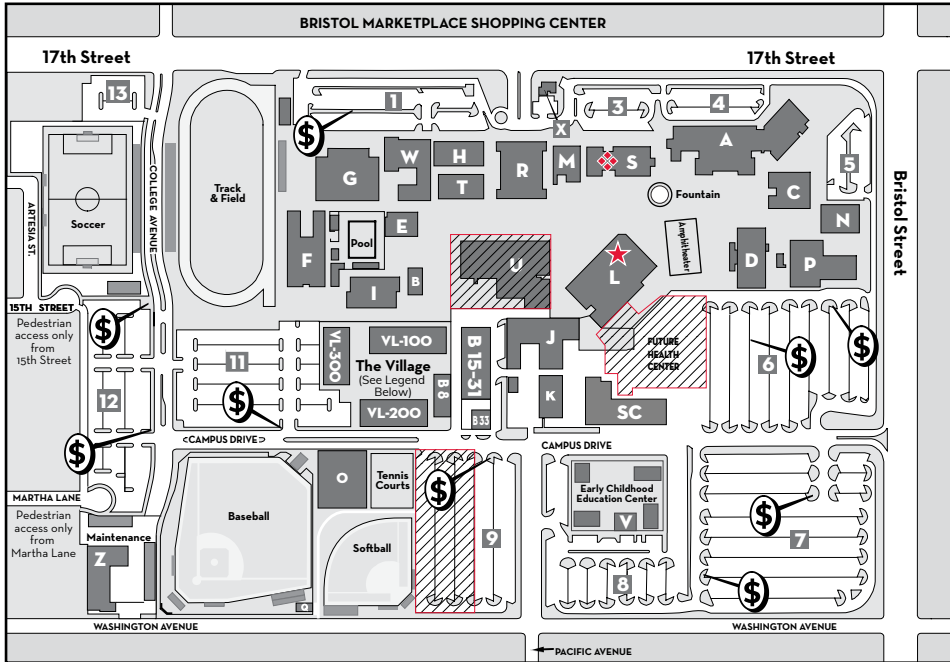 BRISTOL MARKETPLACE SHOPPING CENTER
17th Street
17th Street
13
1
3
4
X
5
$
W
H
G
T
R
M
S
A
C
N
COLLEGE AVENUE
ARTESIA ST.
Soccer
Track
& Field
Fountain
Bristol Street
Amphitheater
F
Pool
E
I
B
U
L
D
P
15TH STREET
Pedestrian
access only
from
15th Street
$
11
$
12
$
VL-300
VL-100
The Village
(See Legend
Below)
VL-200
B 8
B 15-31
B 33
J
K
FUTURE
HEALTH
CENTER
SC
6
$
$
<CAMPUS DRIVE>
CAMPUS DRIVE
MARTHA LANE
Pedestrian
access only
from
Martha Lane
Maintenance
Z
Baseball
O
Tennis
Courts
Softball
Q
$
9
Early Childhood
Education Center
V
8
$
7
$
WASHINGTON AVENUE
WASHINGTON AVENUE
PACIFIC AVENUE